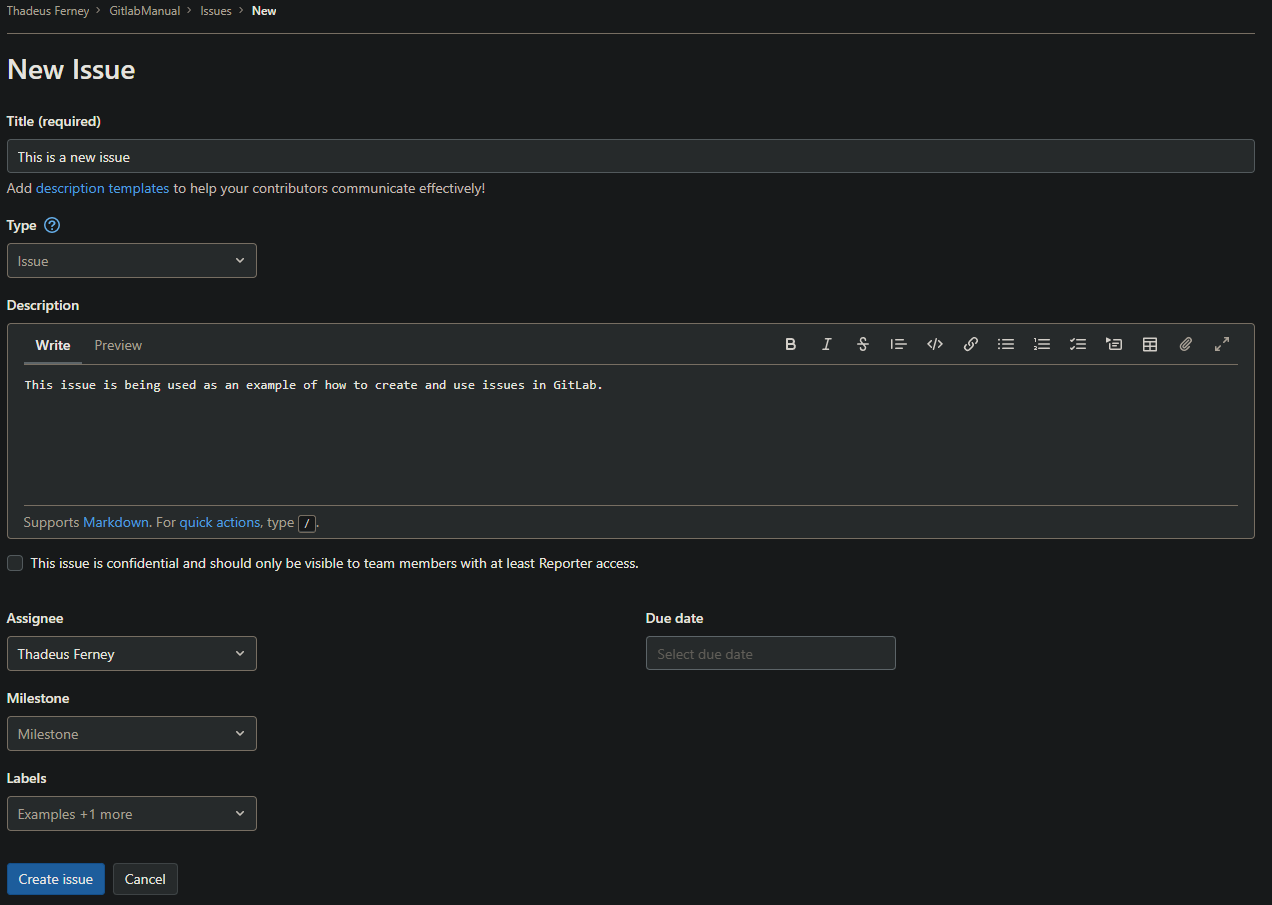 Thadeus Ferney > GitlabManual > Issues > New
New Issue
Title (required)
This is a new issue
Add description templates to help your contributors communicate effectively!
Type ?
Issue
Description
Write Preview B I S
This issue is being used as an example of how to create and use issues in GitLab.
Supports Markdown. For quick actions, type /.
This issue is confidential and should only be visible to team members with at least Reporter access.
Assignee Due date
Thadeus Ferney Select due date
Milestone
Milestone
Labels
Examples +1 more
Create issue Cancel